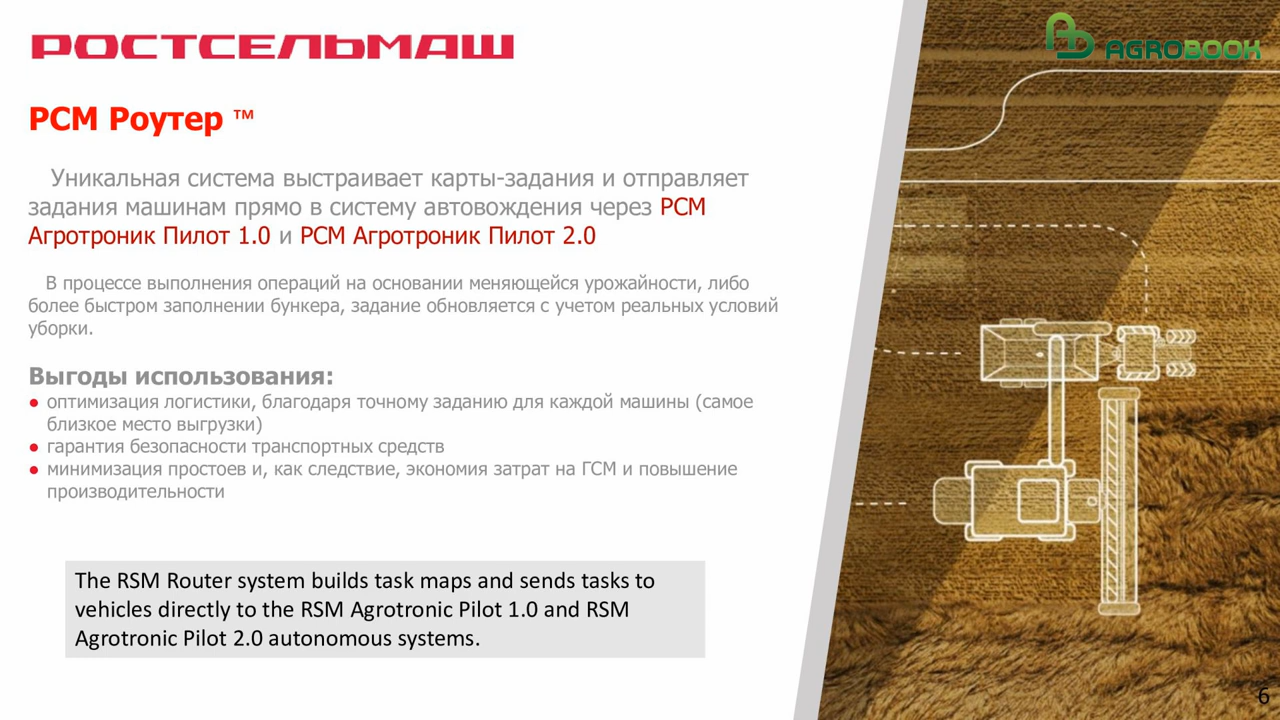 РОСТСЕЛЬМАШ
AGROBOOK
РСМ Роутер ™
Уникальная система выстраивает карты-задания и отправляет
задания машинам прямо в систему автовождения через РСМ
Агротроник Пилот 1.0 и РСМ Агротроник Пилот 2.0
В процессе выполнения операций на основании меняющейся урожайности, либо
более быстром заполнении бункера, задание обновляется с учетом реальных условий
уборки.
Выгоды использования:
● оптимизация логистики, благодаря точному заданию для каждой машины (самое
близкое место выгрузки)
● гарантия безопасности транспортных средств
● минимизация простоев и, как следствие, экономия затрат на ГСМ и повышение
производительности
The RSM Router system builds task maps and sends tasks to
vehicles directly to the RSM Agrotronic Pilot 1.0 and RSM
Agrotronic Pilot 2.0 autonomous systems.
6